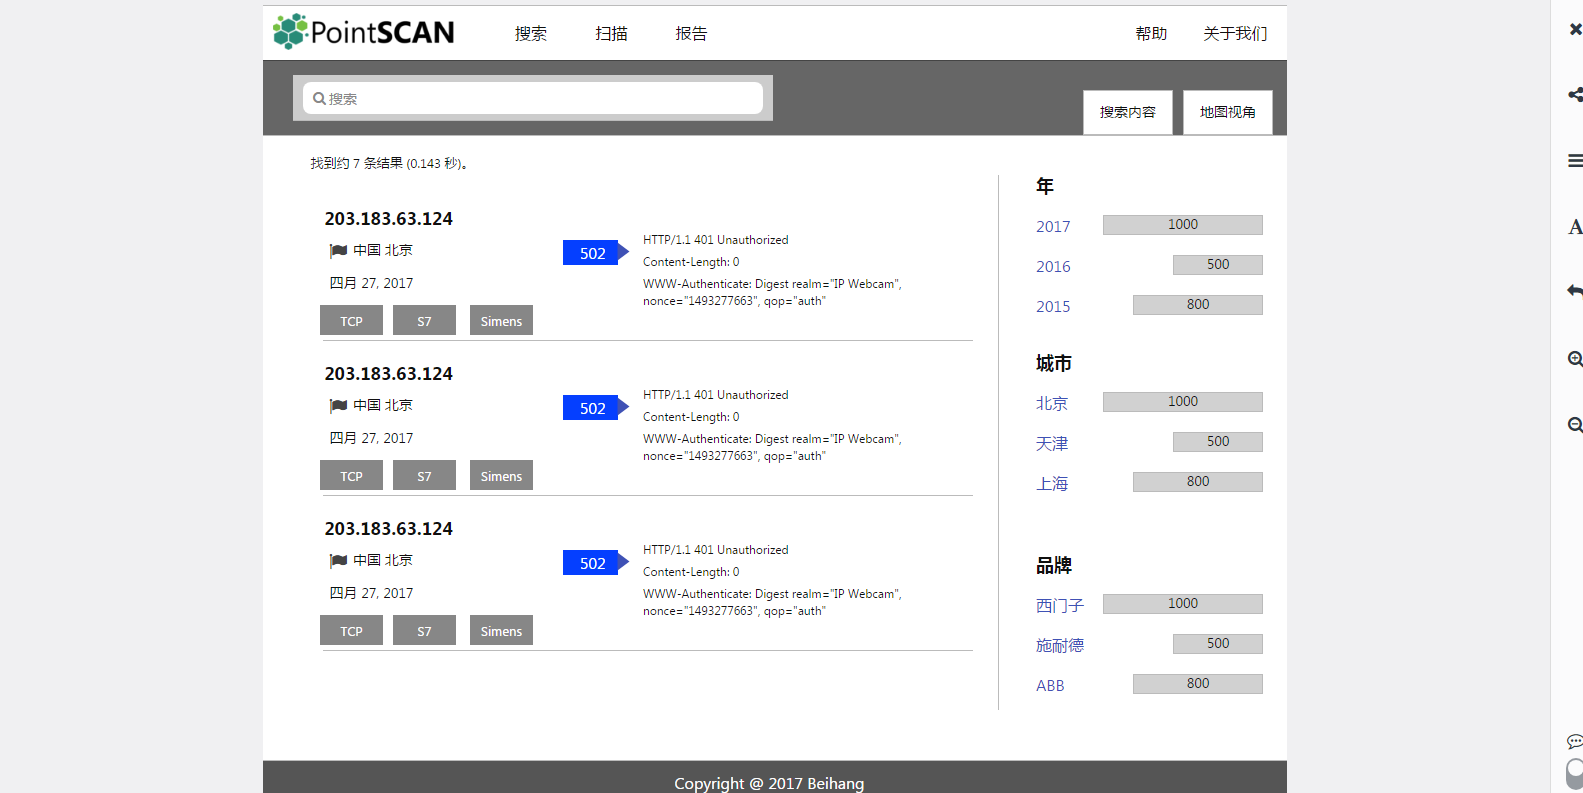 PointSCAN
搜索
扫描
报告
帮助
关于我们
搜索
搜索内容
地图视角
找到约 7 条结果 (0.143 秒)。
203.183.63.124
中国 北京
四月 27, 2017
TCP
S7
Simens
502
HTTP/1.1 401 Unauthorized
Content-Length: 0
WWW-Authenticate: Digest realm="IP Webcam",
nonce="1493277663", qop="auth"
203.183.63.124
中国 北京
四月 27, 2017
TCP
S7
Simens
502
HTTP/1.1 401 Unauthorized
Content-Length: 0
WWW-Authenticate: Digest realm="IP Webcam",
nonce="1493277663", qop="auth"
203.183.63.124
中国 北京
四月 27, 2017
TCP
S7
Simens
502
HTTP/1.1 401 Unauthorized
Content-Length: 0
WWW-Authenticate: Digest realm="IP Webcam",
nonce="1493277663", qop="auth"
年
2017 1000
2016 500
2015 800
城市
北京 1000
天津 500
上海 800
品牌
西门子 1000
施耐德 500
ABB 800
Copyright @ 2017 Beihang
A